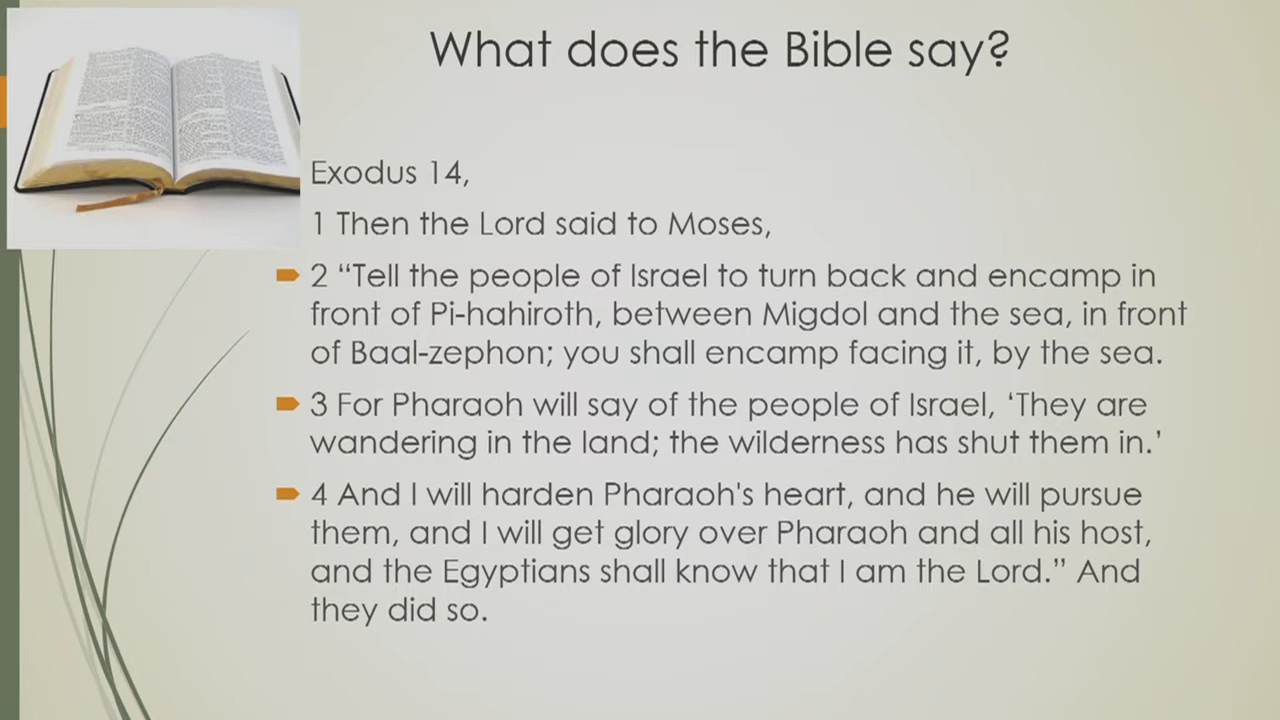 What does the Bible say?
Exodus 14,
1 Then the Lord said to Moses,
2 “Tell the people of Israel to turn back and encamp in
front of Pi-hahiroth, between Migdol and the sea, in front
of Baal-zephon; you shall encamp facing it, by the sea.
3 For Pharaoh will say of the people of Israel, ‘They are
wandering in the land; the wilderness has shut them in.’
4 And I will harden Pharaoh's heart, and he will pursue
them, and I will get glory over Pharaoh and all his host,
and the Egyptians shall know that I am the Lord.” And
they did so.